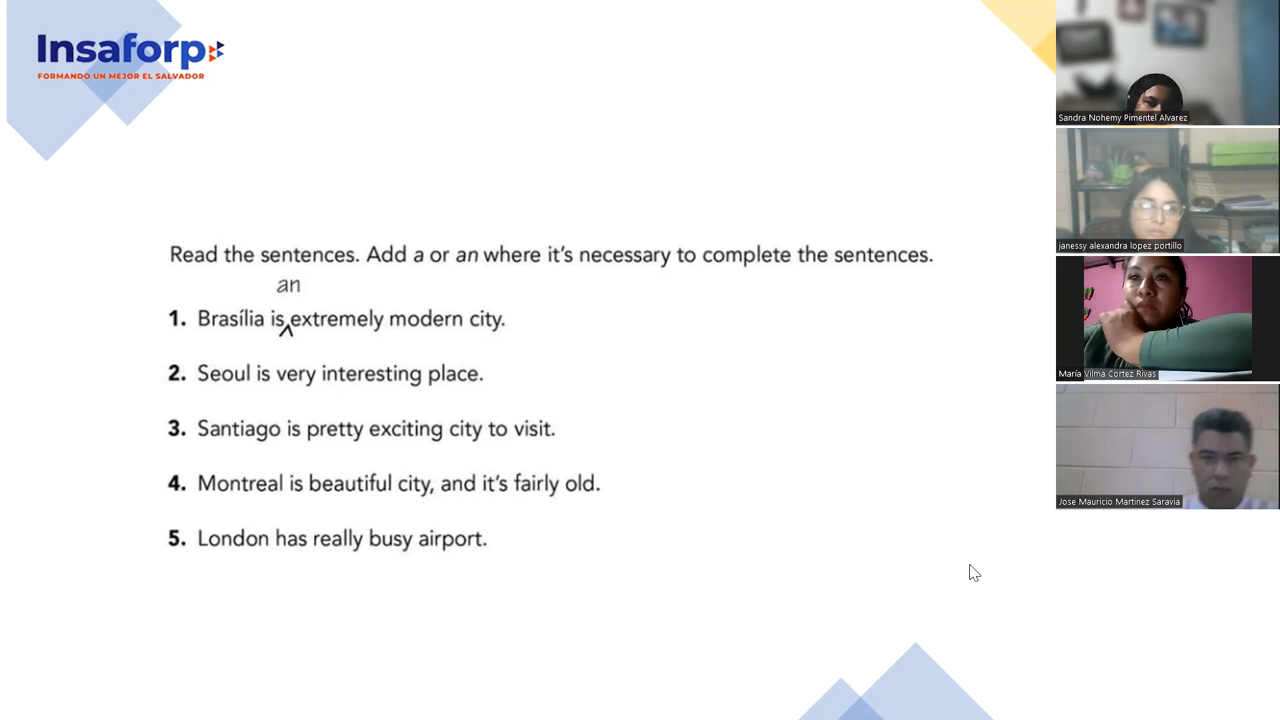 Insaforp
FORMANDO UN MEJOR EL SALVADOR
Read the sentences. Add a or an where it's necessary to complete the sentences.
an
1. Brasília is extremely modern city.
2. Seoul is very interesting place.
3. Santiago is pretty exciting city to visit.
4. Montreal is beautiful city, and it's fairly old.
5. London has really busy airport.
Sandra Nohemy Pimentel Alvarez
janessy alexandra lopez portillo
María Vilma Cortez Rivas
Jose Mauricio Martinez Saravia